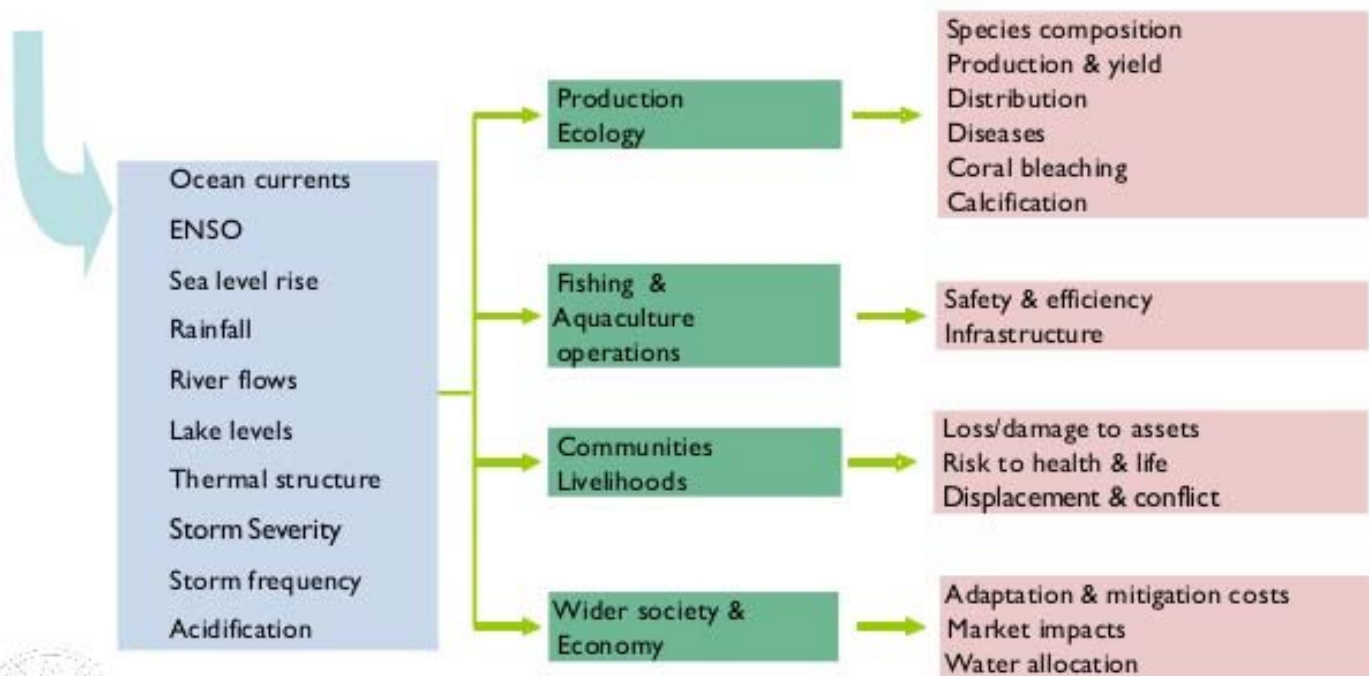 Ocean currents
ENSO
Sea level rise
Rainfall
River flows
Lake levels
Thermal structure
Storm Severity
Storm frequency
Acidification
Production
Ecology
Fishing &
Aquaculture
operations
Communities
Livelihoods
Wider society &
Economy
Species composition
Production & yield
Distribution
Diseases
Coral bleaching
Calcification
Safety & efficiency
Infrastructure
Loss/damage to assets
Risk to health & life
Displacement & conflict
Adaptation & mitigation costs
Market impacts
Water allocation